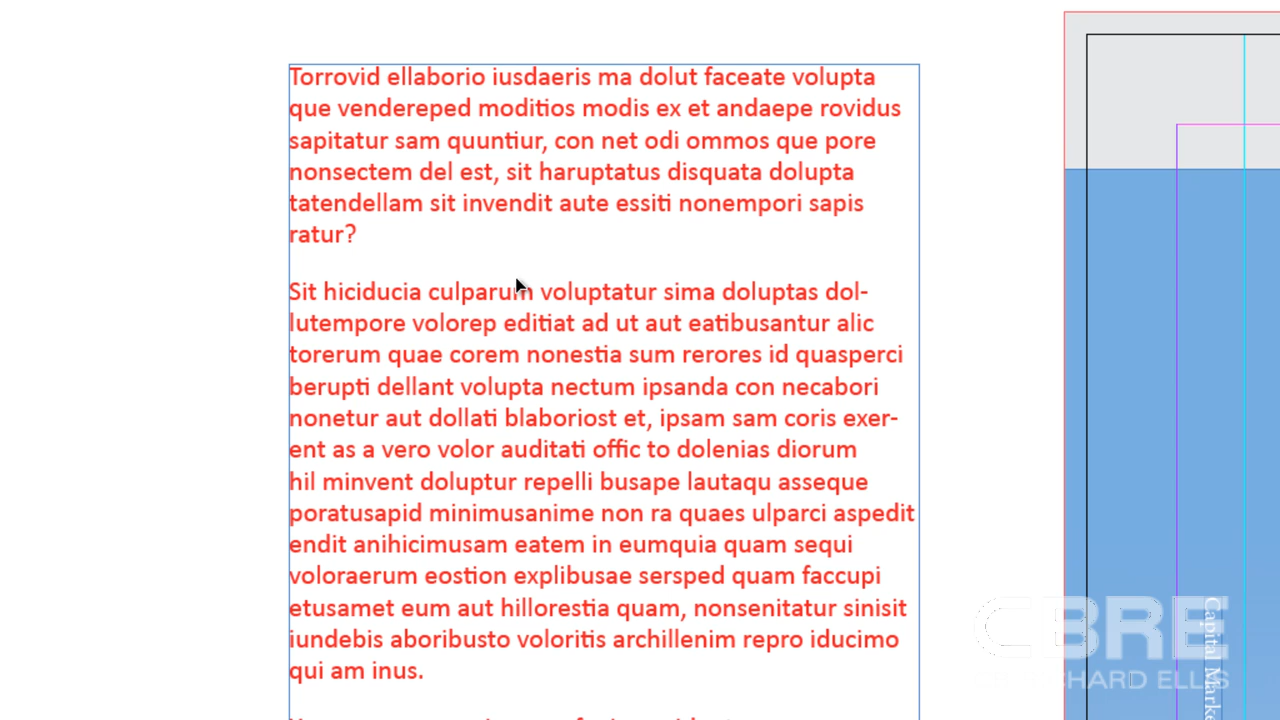 Torrovid ellaborio iusdaeris ma dolut faceate volupta
que vendereped moditios modis ex et andaepe rovidus
sapitatur sam quuntiur, con net odi ommos que pore
nonsectem del est, sit haruptatus disquata dolupta
tatendellam sit invendit aute essiti nonempori sapis
ratur?
Sit hiciducia culparum voluptatur sima doluptas dol-
lutempore volorep editiat ad ut aut eatibusantur alic
torerum quae corem nonestia sum rerores id quasperci
berupti dellant volupta nectum ipsanda con necabori
nonetur aut dollati blaboriost et, ipsam sam coris exer-
ent as a vero volor auditati offic to dolenias diorum
hil minvent doluptur repelli busape lautaqu asseque
poratusapid minimusanime non ra quaes ulparci aspedit
endit anihicimusam eatem in eumquia quam sequi
voloraerum eostion explibusae sersped quam faccupi
etusamet eum aut hillorestia quam, nonsenitatur sinisit
iundebis aboribusto voloritis archillenim repro iducimo
qui am inus.
CBRE
CHARD ELLIS
Capital Marke